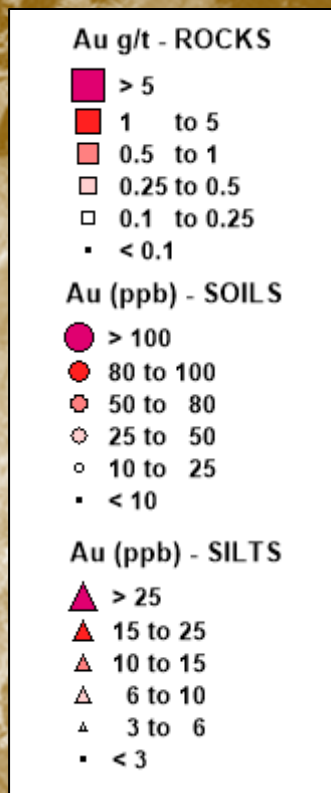 Au g/t - ROCKS
> 5
1 to 5
0.5 to 1
0.25 to 0.5
0.1 to 0.25
< 0.1
Au (ppb) - SOILS
> 100
80 to 100
50 to 80
25 to 50
10 to 25
< 10
Au (ppb) - SILTS
> 25
15 to 25
10 to 15
6 to 10
3 to 6
< 3